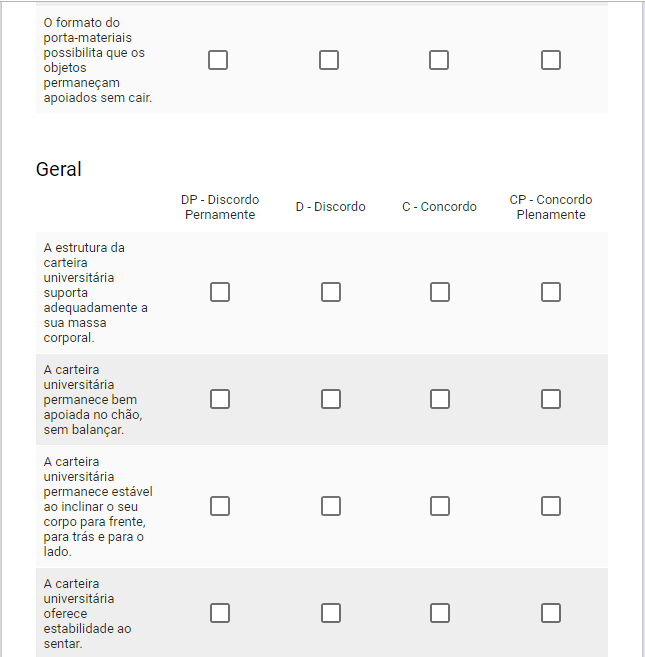 O formato do
porta-materiais
possibilita que os
objetos
permaneçam
apoiados sem cair.
Geral
DP - Discordo
Pernamente
D - Discordo
C - Concordo
CP - Concordo
Plenamente
A estrutura da
carteira
universitária
suporta
adequadamente a
sua massa
corporal.
A carteira
universitária
permanece bem
apoiada no chão,
sem balançar.
A carteira
universitária
permanece estável
ao inclinar o seu
corpo para frente,
para trás e para o
lado.
A carteira
universitária
oferece
estabilidade ao
sentar.